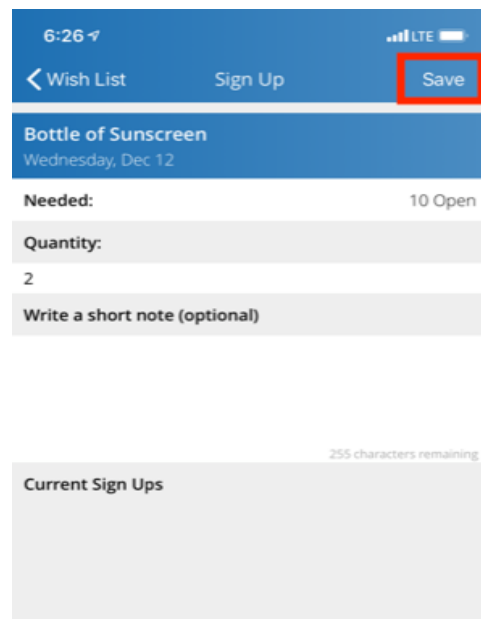 6:26
LTE
Wish List Sign Up Save
Bottle of Sunscreen
Wednesday, Dec 12
Needed: 10 Open
Quantity:
2
Write a short note (optional)
255 characters remaining
Current Sign Ups